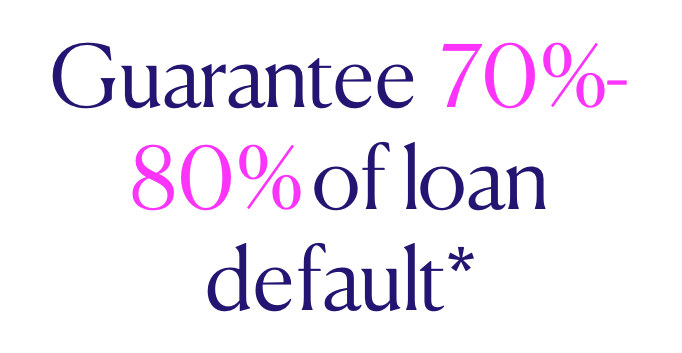 Guarantee 70%-
80% of loan
default*